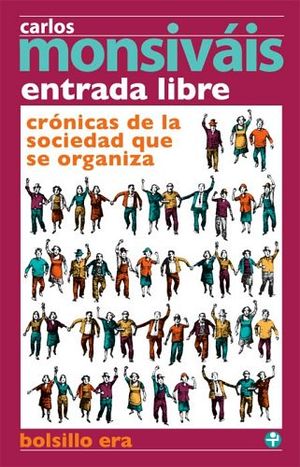 carlos
monsiváis
entrada libre
crónicas de la
sociedad que
se organiza
bolsillo era